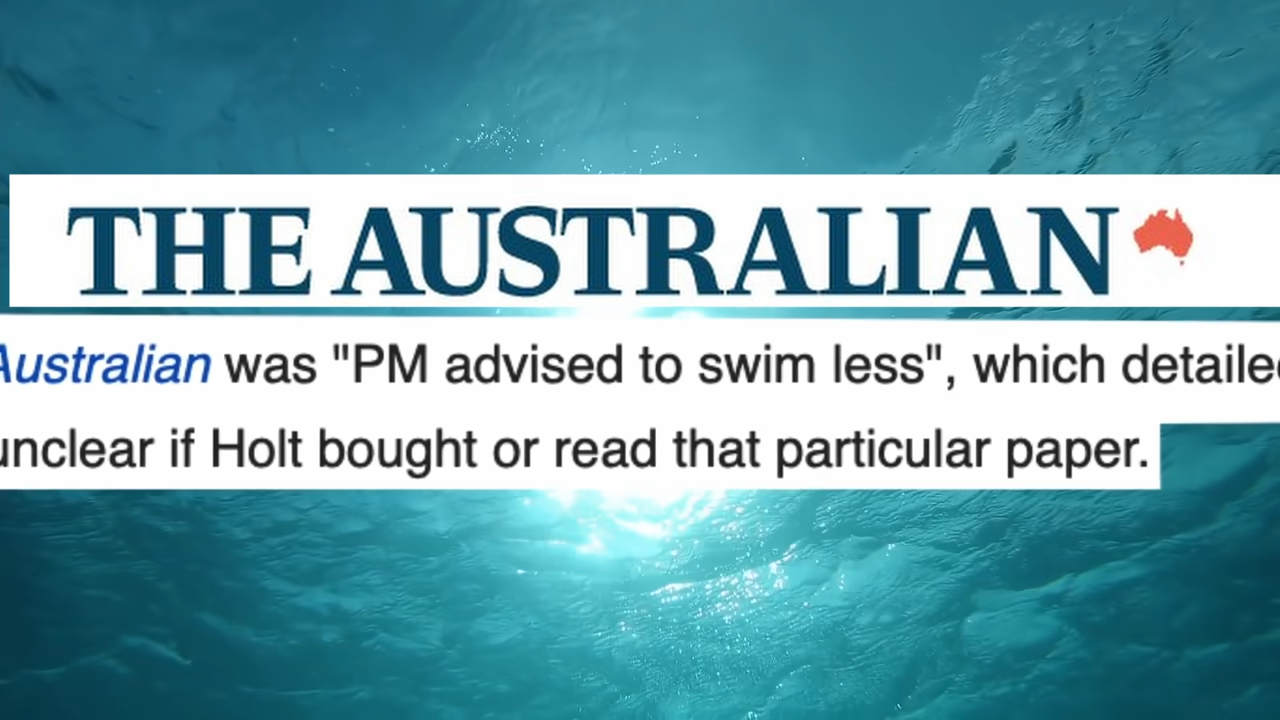 THE AUSTRALIAN
Australian was "PM advised to swim less", which detailed
unclear if Holt bought or read that particular paper.